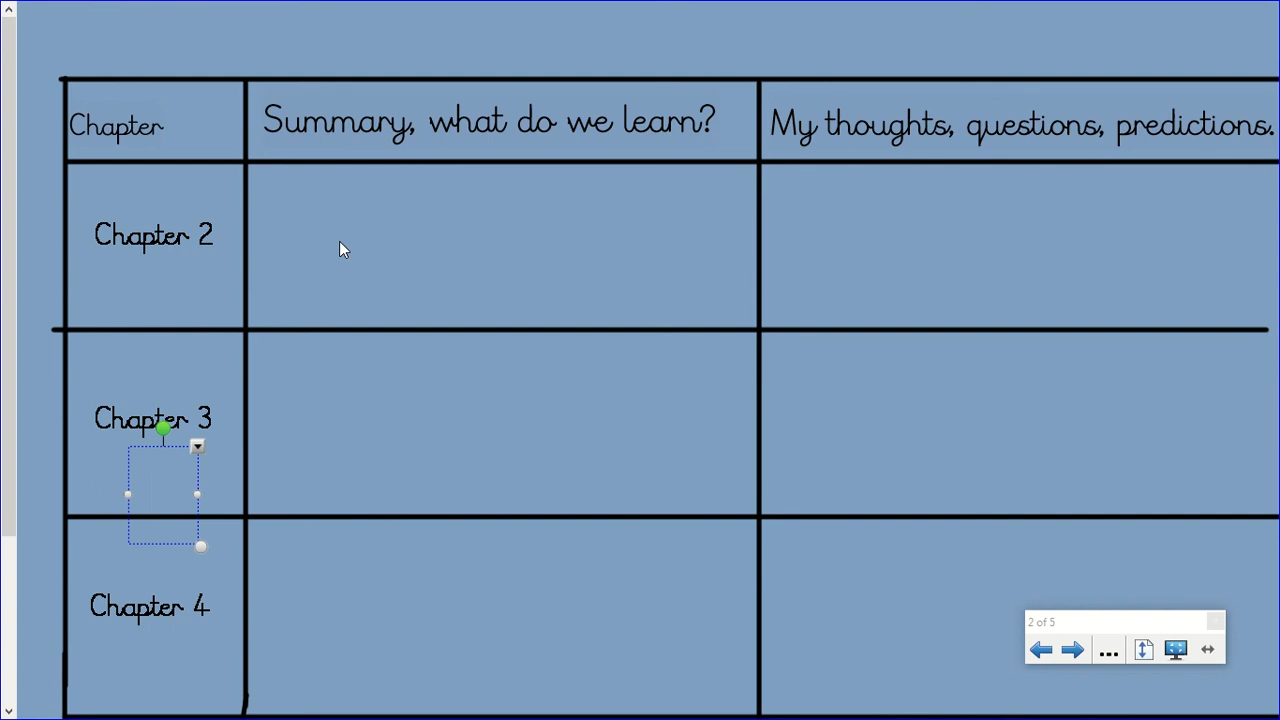 Chapter
Summary, what do we learn?
My thoughts, questions, predictions.
Chapter 2
Chapter 3
Chapter 4
2 of 5
...